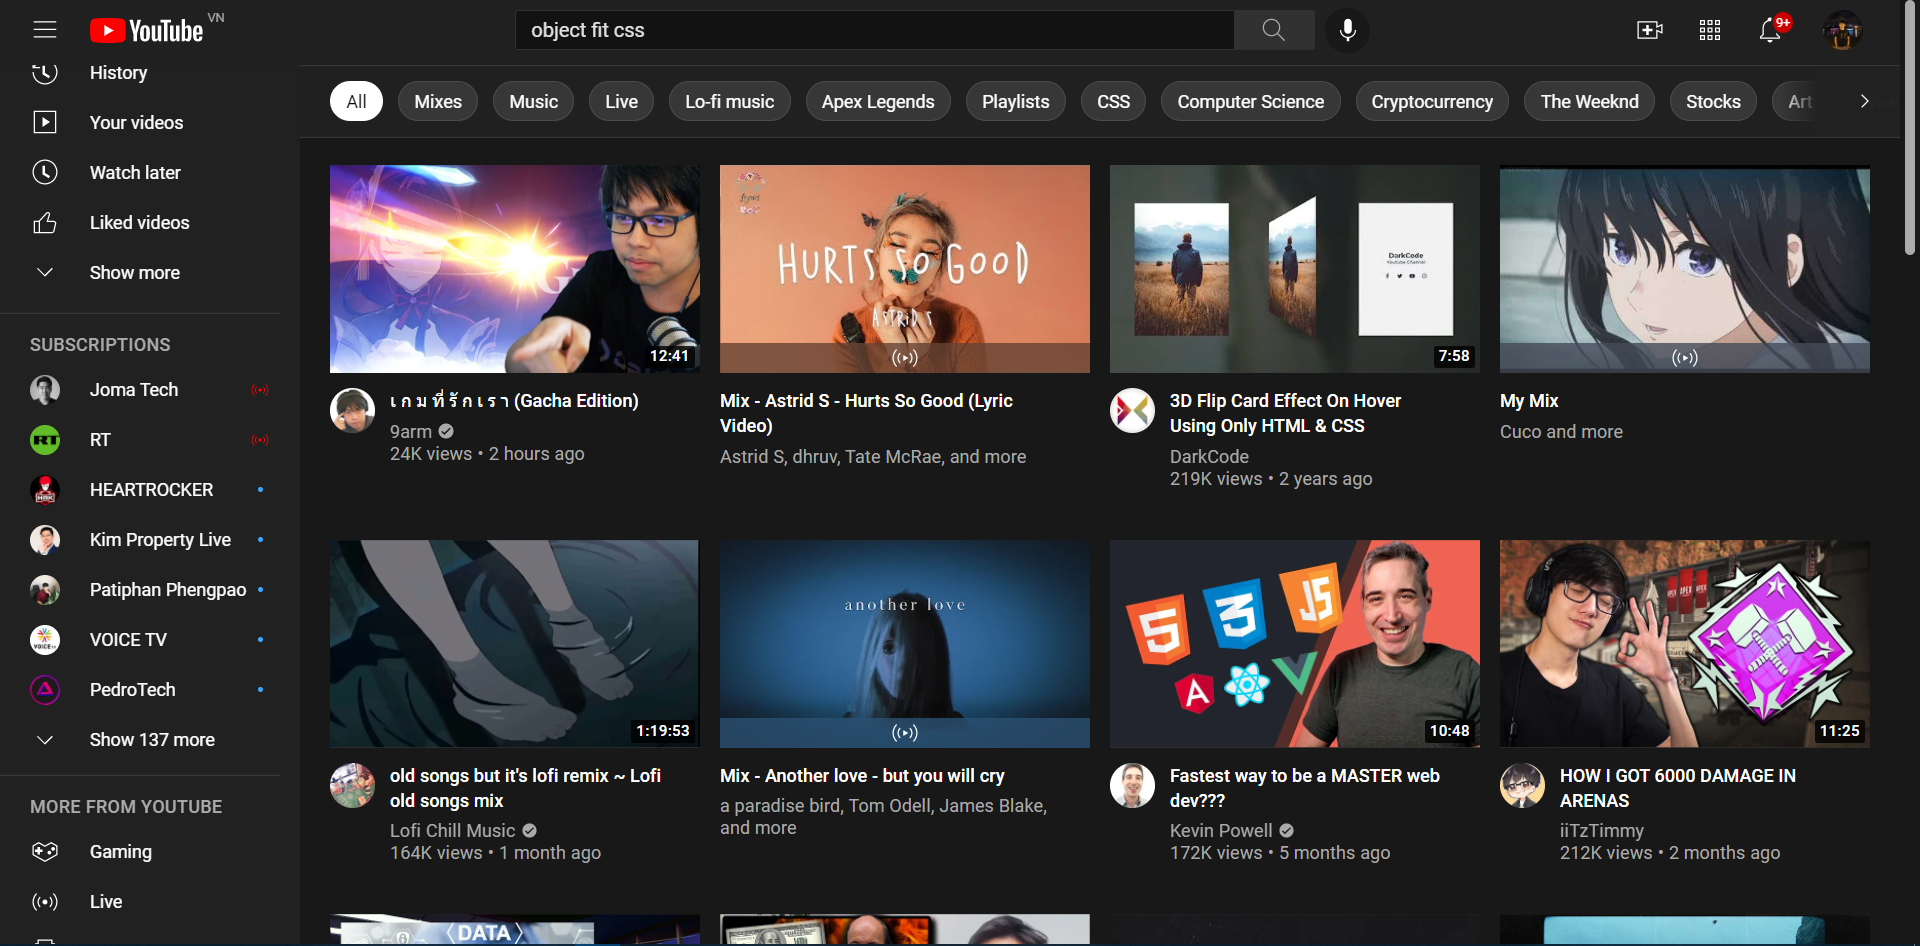 YouTube VN
object fit css
9+
History
Your videos
Watch later
Liked videos
Show more
SUBSCRIPTIONS
Joma Tech
RT
HEARTROCKER
Kim Property Live
Patiphan Phengpao
VOICE TV
PedroTech
Show 137 more
MORE FROM YOUTUBE
Gaming
Live
All Mixes Music Live Lo-fi music Apex Legends Playlists CSS Computer Science Cryptocurrency The Weeknd Stocks Art
12:41
เ ก ม ที่ รั ก เ ร า (Gacha Edition)
9arm
24K views • 2 hours ago
HURTS SO GOOD
ASTRID S
Mix - Astrid S - Hurts So Good (Lyric
Video)
Astrid S, dhruv, Tate McRae, and more
DarkCode
Youtube Channel
7:58
3D Flip Card Effect On Hover
Using Only HTML & CSS
DarkCode
219K views • 2 years ago
My Mix
Cuco and more
1:19:53
old songs but it's lofi remix ~ Lofi
old songs mix
Lofi Chill Music
164K views • 1 month ago
another love
Mix - Another love - but you will cry
a paradise bird, Tom Odell, James Blake,
and more
5 3 JS
A
10:48
Fastest way to be a MASTER web
dev???
Kevin Powell
172K views • 5 months ago
APEX APEX
11:25
HOW I GOT 6000 DAMAGE IN
ARENAS
iiTzTimmy
212K views • 2 months ago
DATA